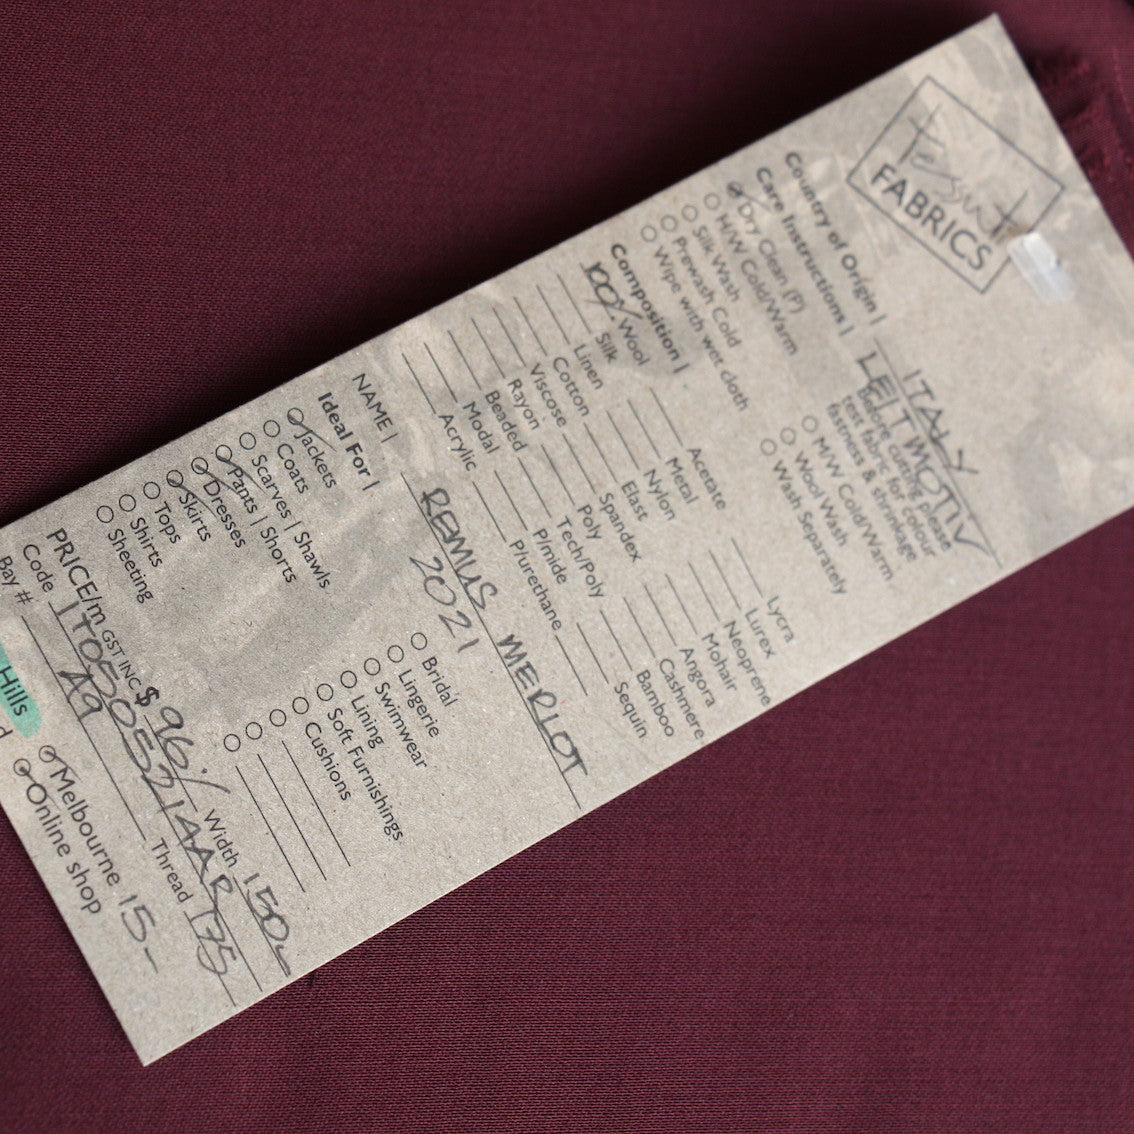 Tessuti
FABRICS
Country of Origin | ITALY
LEIT MOTIV
Care Instructions | Before cutting please
test fabric for colour
fastness & shrinkage
Dry Clean (P)
H/W Cold/Warm
Silk Wash
Prewash Cold
Wipe with wet cloth
M/W Cold/Warm
Wool Wash
Wash Separately
Composition |
100% Wool
Silk
Linen
Cotton
Viscose
Rayon
Beaded
Modal
Acrylic
Acetate
Metal
Nylon
Elast
Spandex
Poly
Tech/Poly
P/mide
P/urethane
Lycra
Lurex
Neoprene
Mohair
Angora
Cashmere
Bamboo
Sequin
NAME | REMUS MERLOT
2021
Ideal For |
Jackets
Coats
Scarves | Shawls
Pants | Shorts
Dresses
Skirts
Tops
Shirts
Sheeting
Bridal
Lingerie
Swimwear
Lining
Soft Furnishings
Cushions
PRICE/m GST INC $96/. Width 150~
Code Thread 175
Bay # A9
Hills
Melbourne 15-
Online shop